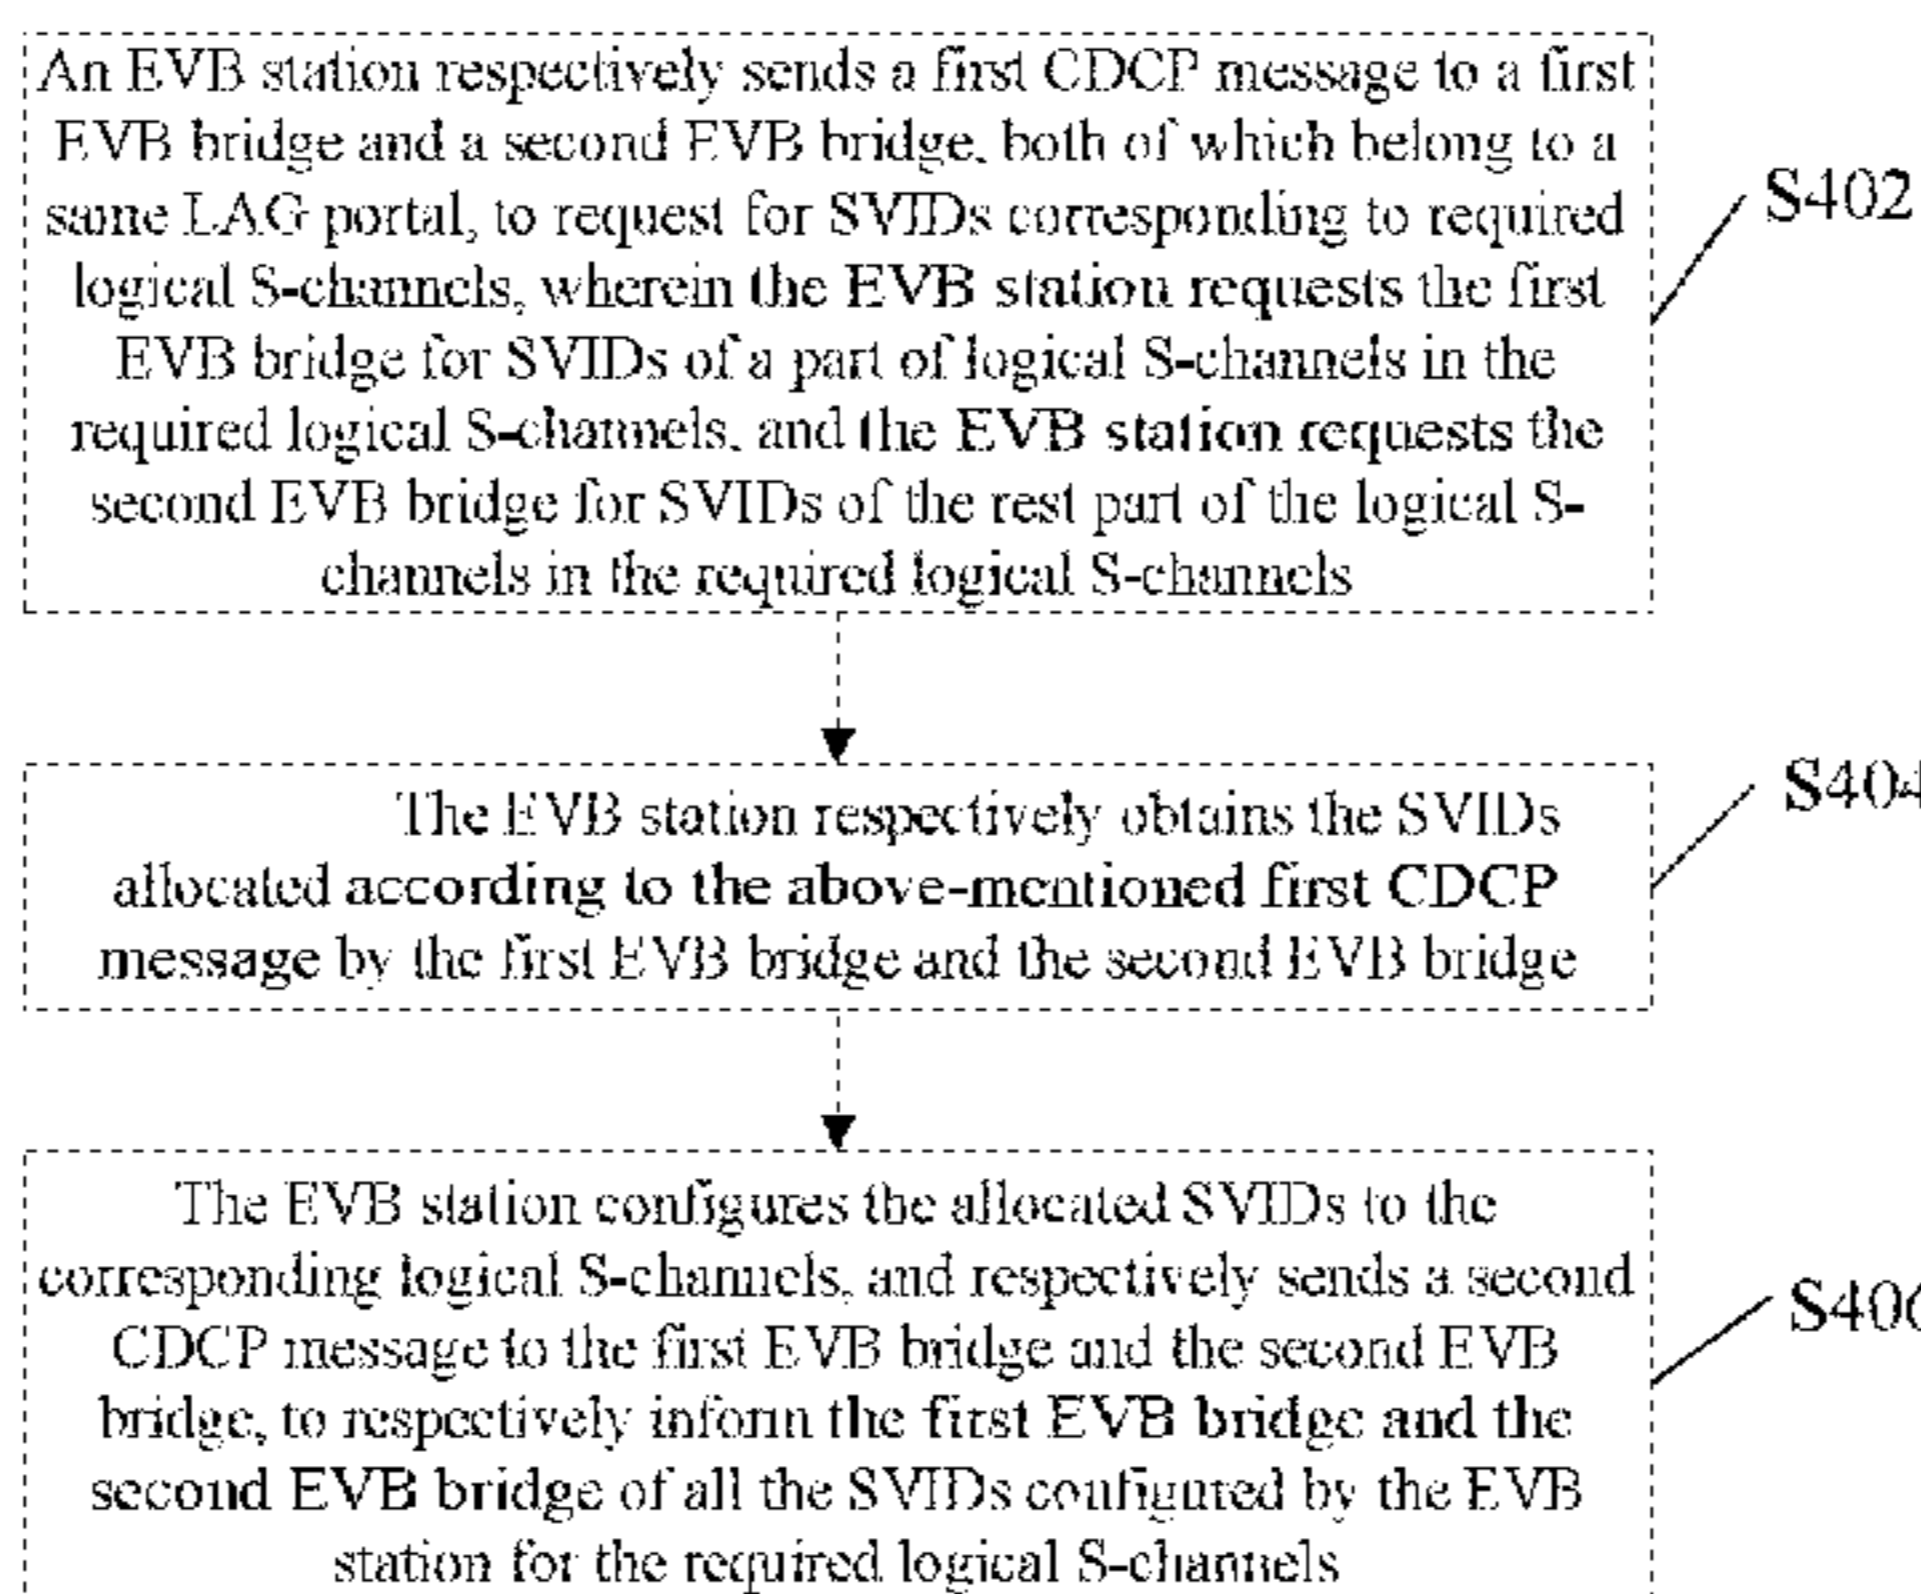 An EVB station respectively sends a first CDCP message to a first
EVB bridge and a second EVB bridge, both of which belong to a
same LAG portal, to request for SVIDs corresponding to required
logical S-channels, wherein the EVB station requests the first
EVB bridge for SVIDs of a part of logical S-channels in the
required logical S-channels, and the EVB station requests the
second EVB bridge for SVIDs of the rest part of the logical S-
channels in the required logical S-channels
S402
The EVB station respectively obtains the SVIDs
allocated according to the above-mentioned first CDCP
message by the first EVB bridge and the second EVB bridge
S404
The EVB station configures the allocated SVIDs to the
corresponding logical S-channels, and respectively sends a second
CDCP message to the first EVB bridge and the second EVB
bridge, to respectively inform the first EVB bridge and the
second EVB bridge of all the SVIDs configured by the EVB
station for the required logical S-channels
S406